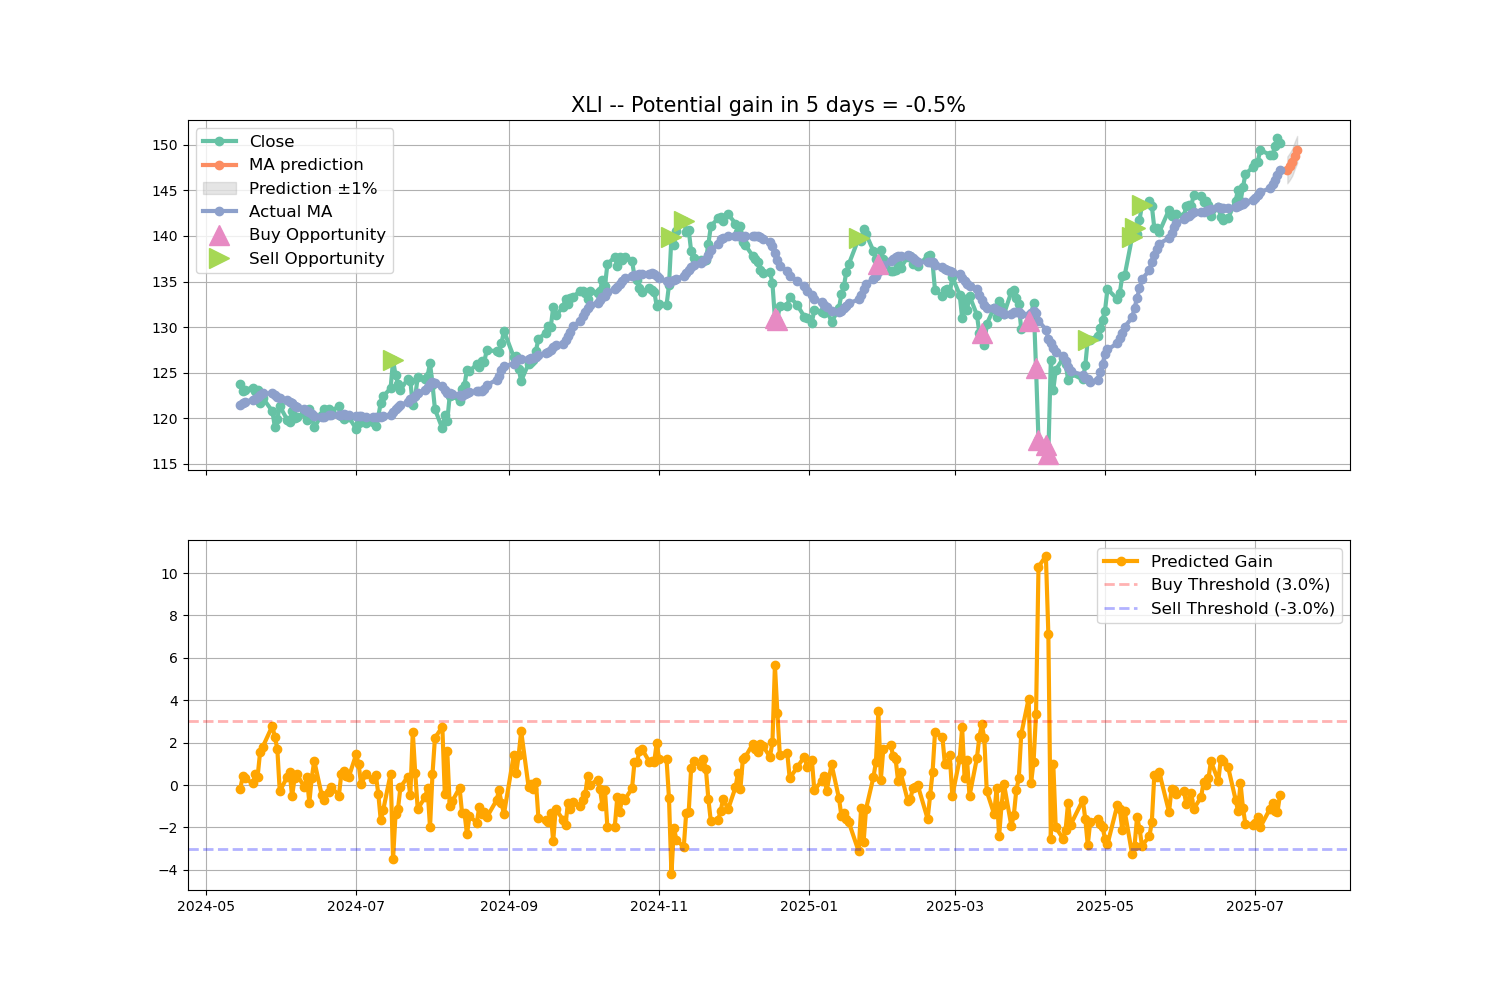 XLI -- Potential gain in 5 days = -0.5%
Close
MA prediction
Prediction ±1%
Actual MA
Buy Opportunity
Sell Opportunity
150
145
140
135
130
125
120
115
Predicted Gain
Buy Threshold (3.0%)
Sell Threshold (-3.0%)
10
8
6
4
2
0
−2
−4
2024-05 2024-07 2024-09 2024-11 2025-01 2025-03 2025-05 2025-07